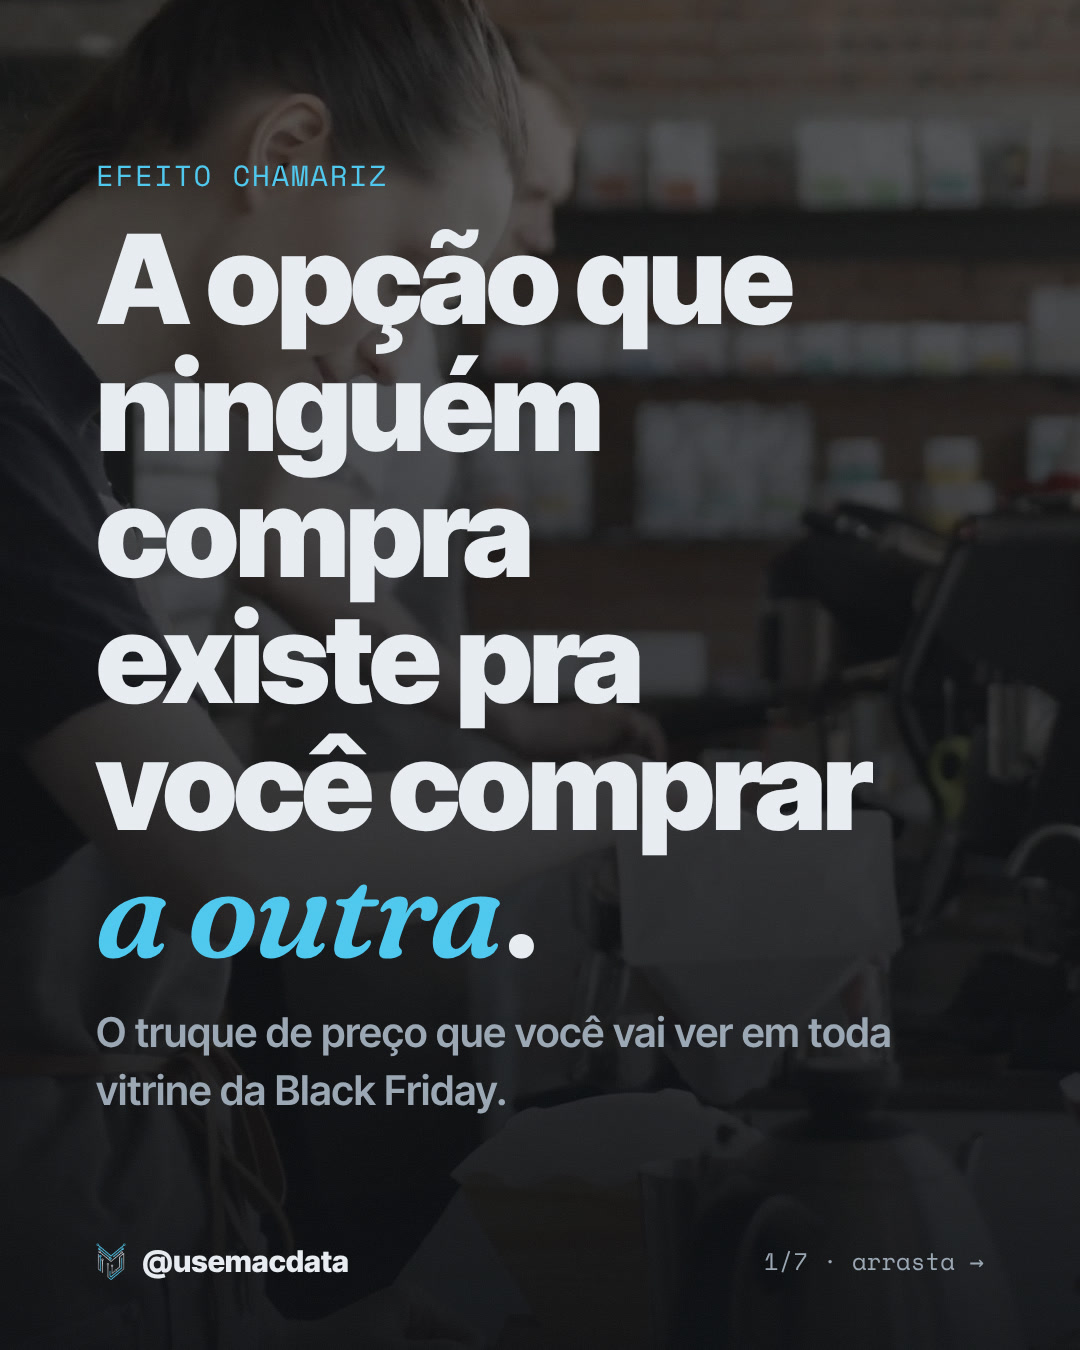 EFEITO CHAMARIZ
A opção que
ninguém
compra
existe pra
você comprar
a outra.
O truque de preço que você vai ver em toda
vitrine da Black Friday.
@usemacdata
1/7 · arrasta →